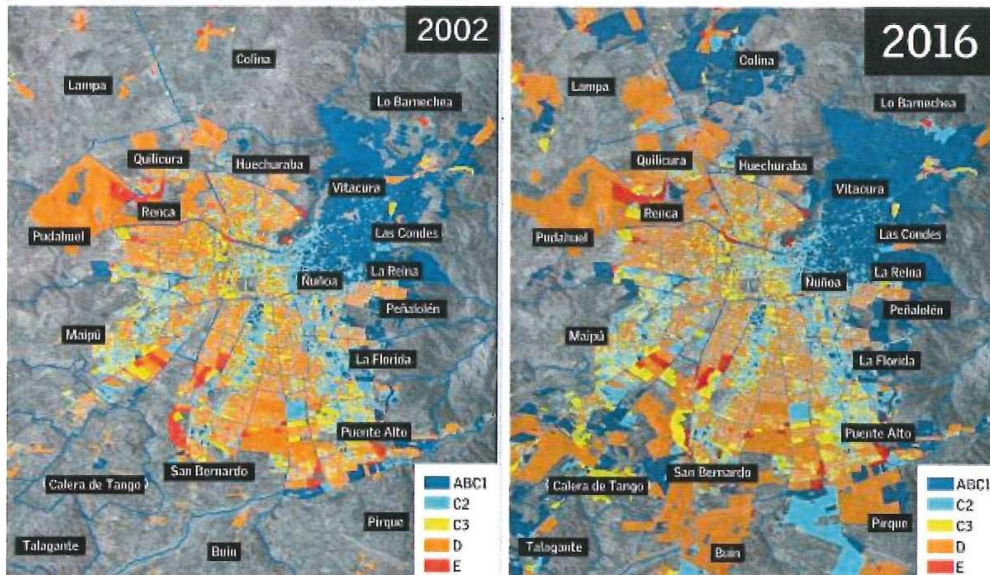 2002
Colina
Lampa
Lo Barnechea
Quilicura
Huechuraba
Vitacura
Renca
Pudahuel
Las Condes
La Reina
Ñuñoa
Peñalolén
Maipú
La Florida
Puente Alto
San Bernardo
Calera de Tango
Pirque
Talagante
Buin
ABC1
C2
C3
D
E
2016
Colina
Lampa
Lo Barnechea
Quilicura
Huechuraba
Vitacura
Renca
Pudahuel
Las Condes
La Reina
Ñuñoa
Peñalolén
Maipú
La Florida
Puente Alto
San Bernardo
Calera de Tango
Pirque
Talagante
Buin
ABC1
C2
C3
D
E